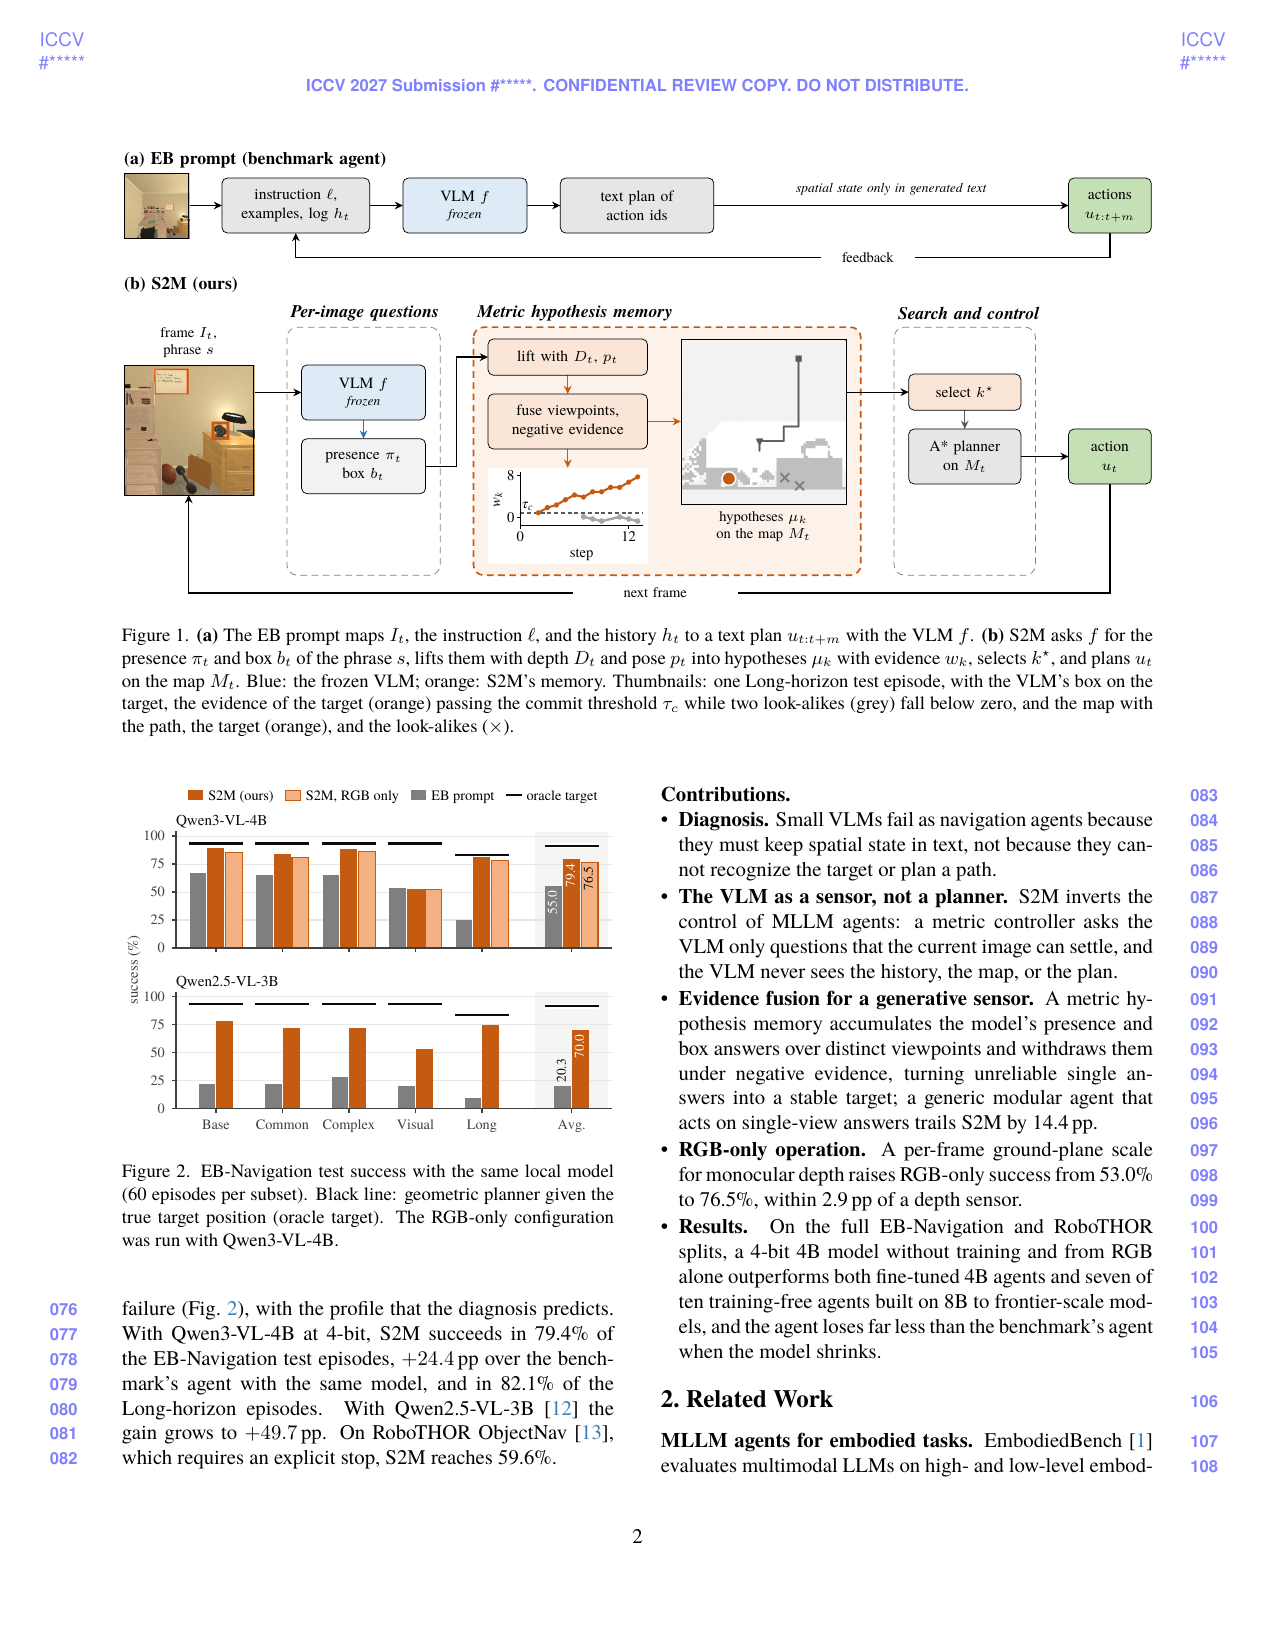 ICCV
#*****
ICCV
#*****
ICCV 2027 Submission #*****. CONFIDENTIAL REVIEW COPY. DO NOT DISTRIBUTE.
(a) EB prompt (benchmark agent)
instruction ℓ,
examples, log h_t
VLM f
frozen
text plan of
action ids
spatial state only in generated text
actions
u_{t:t+m}
feedback
(b) S2M (ours)
Per-image questions
Metric hypothesis memory
Search and control
frame I_t,
phrase s
VLM f
frozen
presence π_t
box b_t
lift with D_t, p_t
fuse viewpoints,
negative evidence
8
w_k
τ_c
0
0
12
step
hypotheses μ_k
on the map M_t
select k⋆
A* planner
on M_t
action
u_t
next frame
Figure 1. (a) The EB prompt maps I_t, the instruction ℓ, and the history h_t to a text plan u_{t:t+m} with the VLM f. (b) S2M asks f for the
presence π_t and box b_t of the phrase s, lifts them with depth D_t and pose p_t into hypotheses μ_k with evidence w_k, selects k⋆, and plans u_t
on the map M_t. Blue: the frozen VLM; orange: S2M's memory. Thumbnails: one Long-horizon test episode, with the VLM's box on the
target, the evidence of the target (orange) passing the commit threshold τ_c while two look-alikes (grey) fall below zero, and the map with
the path, the target (orange), and the look-alikes (×).
S2M (ours) S2M, RGB only EB prompt oracle target
Qwen3-VL-4B
100
75
50
25
0
55.0
79.4
76.5
success (%)
Qwen2.5-VL-3B
100
75
50
25
0
20.3
70.0
Base Common Complex Visual Long Avg.
Figure 2. EB-Navigation test success with the same local model
(60 episodes per subset). Black line: geometric planner given the
true target position (oracle target). The RGB-only configuration
was run with Qwen3-VL-4B.
076 failure (Fig. 2), with the profile that the diagnosis predicts.
077 With Qwen3-VL-4B at 4-bit, S2M succeeds in 79.4% of
078 the EB-Navigation test episodes, +24.4 pp over the bench-
079 mark's agent with the same model, and in 82.1% of the
080 Long-horizon episodes. With Qwen2.5-VL-3B [12] the
081 gain grows to +49.7 pp. On RoboTHOR ObjectNav [13],
082 which requires an explicit stop, S2M reaches 59.6%.
Contributions. 083
• Diagnosis. Small VLMs fail as navigation agents because 084
they must keep spatial state in text, not because they can- 085
not recognize the target or plan a path. 086
• The VLM as a sensor, not a planner. S2M inverts the 087
control of MLLM agents: a metric controller asks the 088
VLM only questions that the current image can settle, and 089
the VLM never sees the history, the map, or the plan. 090
• Evidence fusion for a generative sensor. A metric hy- 091
pothesis memory accumulates the model's presence and 092
box answers over distinct viewpoints and withdraws them 093
under negative evidence, turning unreliable single an- 094
swers into a stable target; a generic modular agent that 095
acts on single-view answers trails S2M by 14.4 pp. 096
• RGB-only operation. A per-frame ground-plane scale 097
for monocular depth raises RGB-only success from 53.0% 098
to 76.5%, within 2.9 pp of a depth sensor. 099
• Results. On the full EB-Navigation and RoboTHOR 100
splits, a 4-bit 4B model without training and from RGB 101
alone outperforms both fine-tuned 4B agents and seven of 102
ten training-free agents built on 8B to frontier-scale mod- 103
els, and the agent loses far less than the benchmark's agent 104
when the model shrinks. 105
2. Related Work 106
MLLM agents for embodied tasks. EmbodiedBench [1] 107
evaluates multimodal LLMs on high- and low-level embod- 108
2